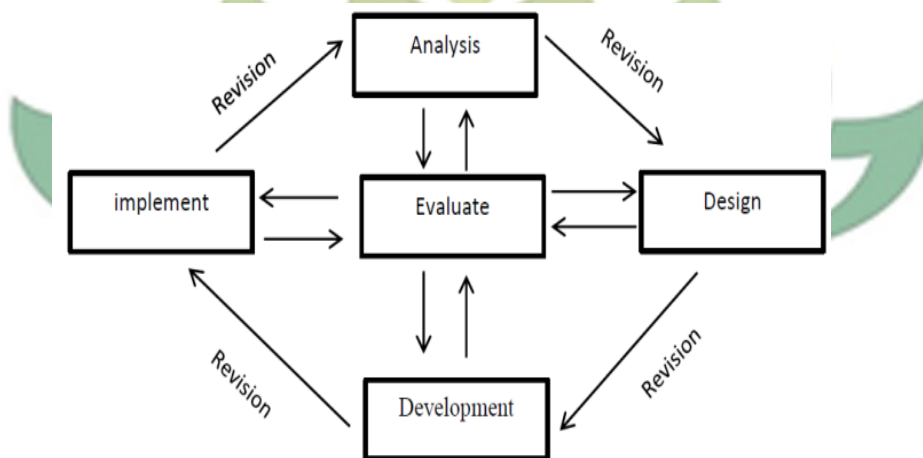 Analysis
Revision
Revision
implement
Evaluate
Design
Revision
Revision
Development